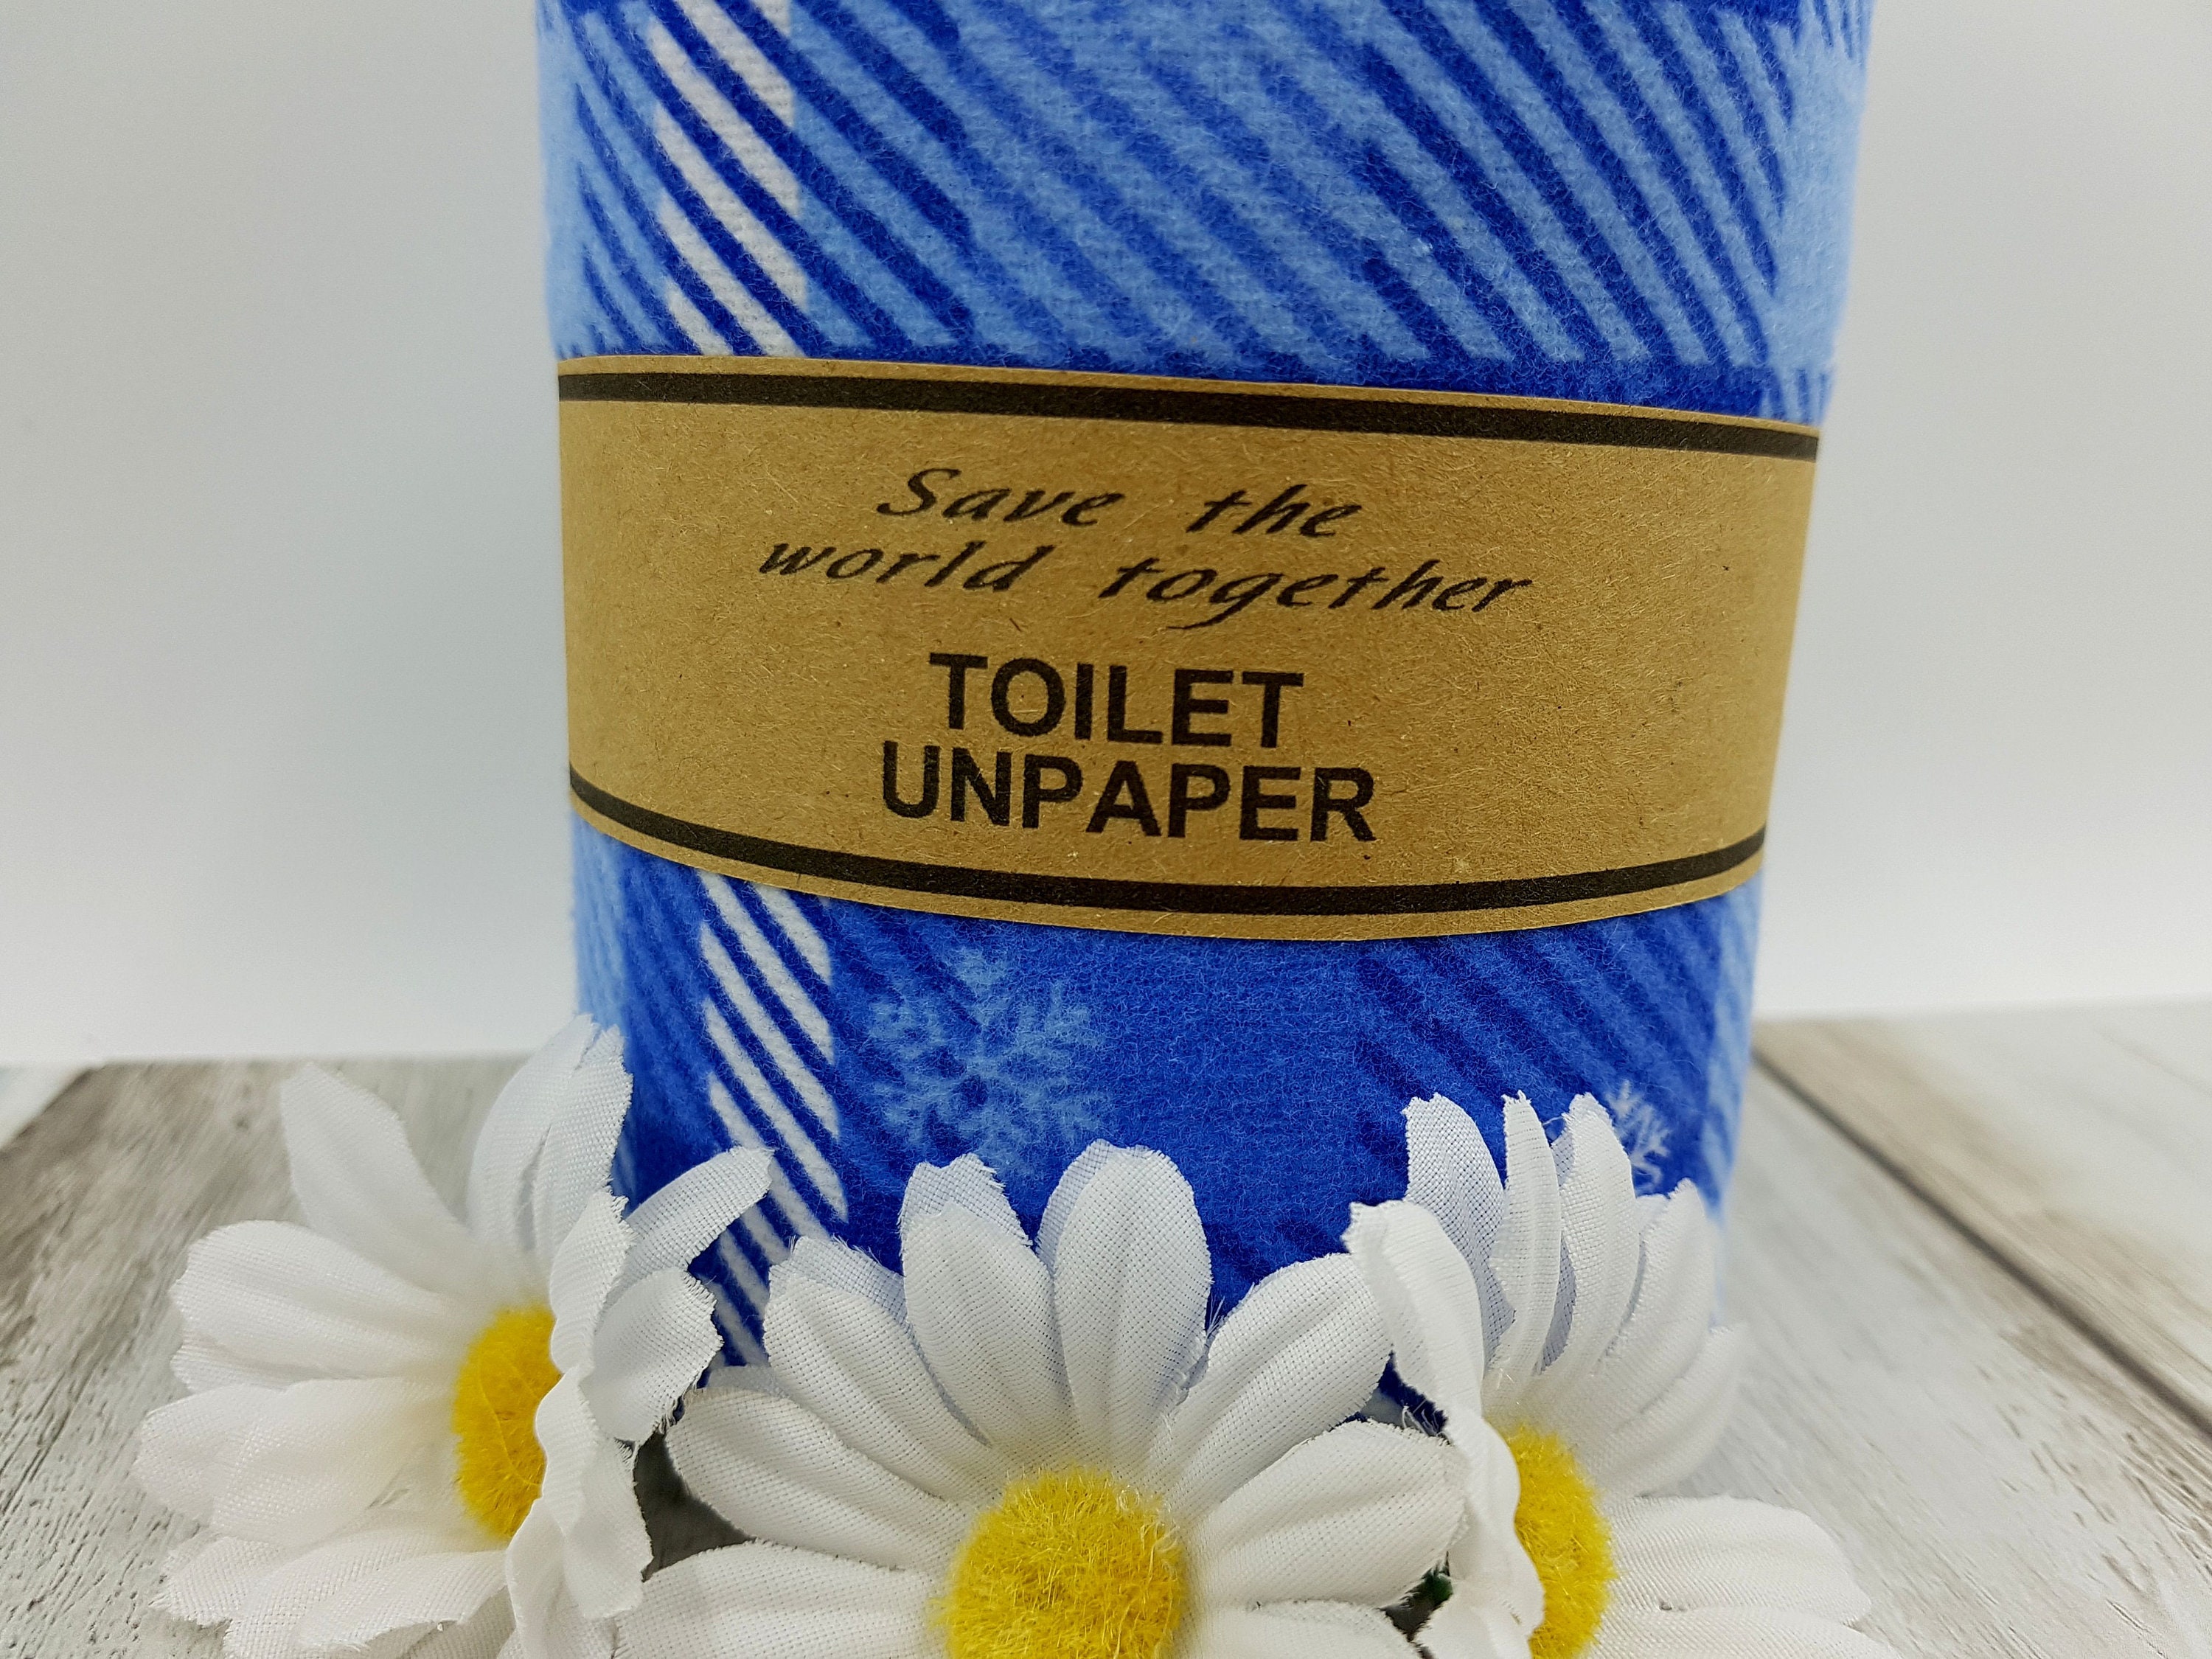 Save the
world together
TOILET
UNPAPER